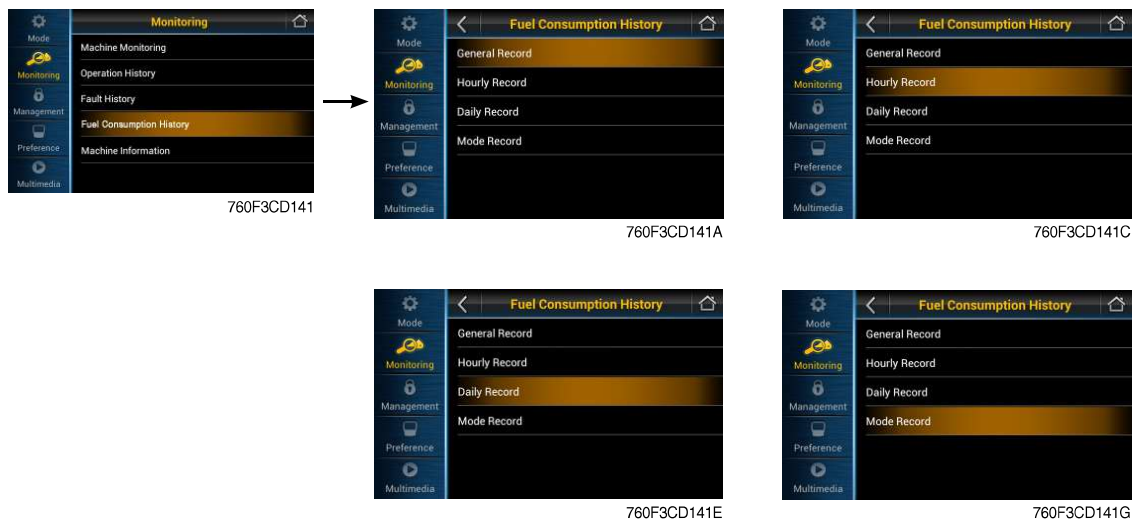 Monitoring
Mode
Monitoring
Management
Preference
Multimedia
Machine Monitoring
Operation History
Fault History
Fuel Consumption History
Machine Information
760F3CD141
Fuel Consumption History
Mode
Monitoring
Management
Preference
Multimedia
General Record
Hourly Record
Daily Record
Mode Record
760F3CD141A
Fuel Consumption History
Mode
Monitoring
Management
Preference
Multimedia
General Record
Hourly Record
Daily Record
Mode Record
760F3CD141C
Fuel Consumption History
Mode
Monitoring
Management
Preference
Multimedia
General Record
Hourly Record
Daily Record
Mode Record
760F3CD141E
Fuel Consumption History
Mode
Monitoring
Management
Preference
Multimedia
General Record
Hourly Record
Daily Record
Mode Record
760F3CD141G